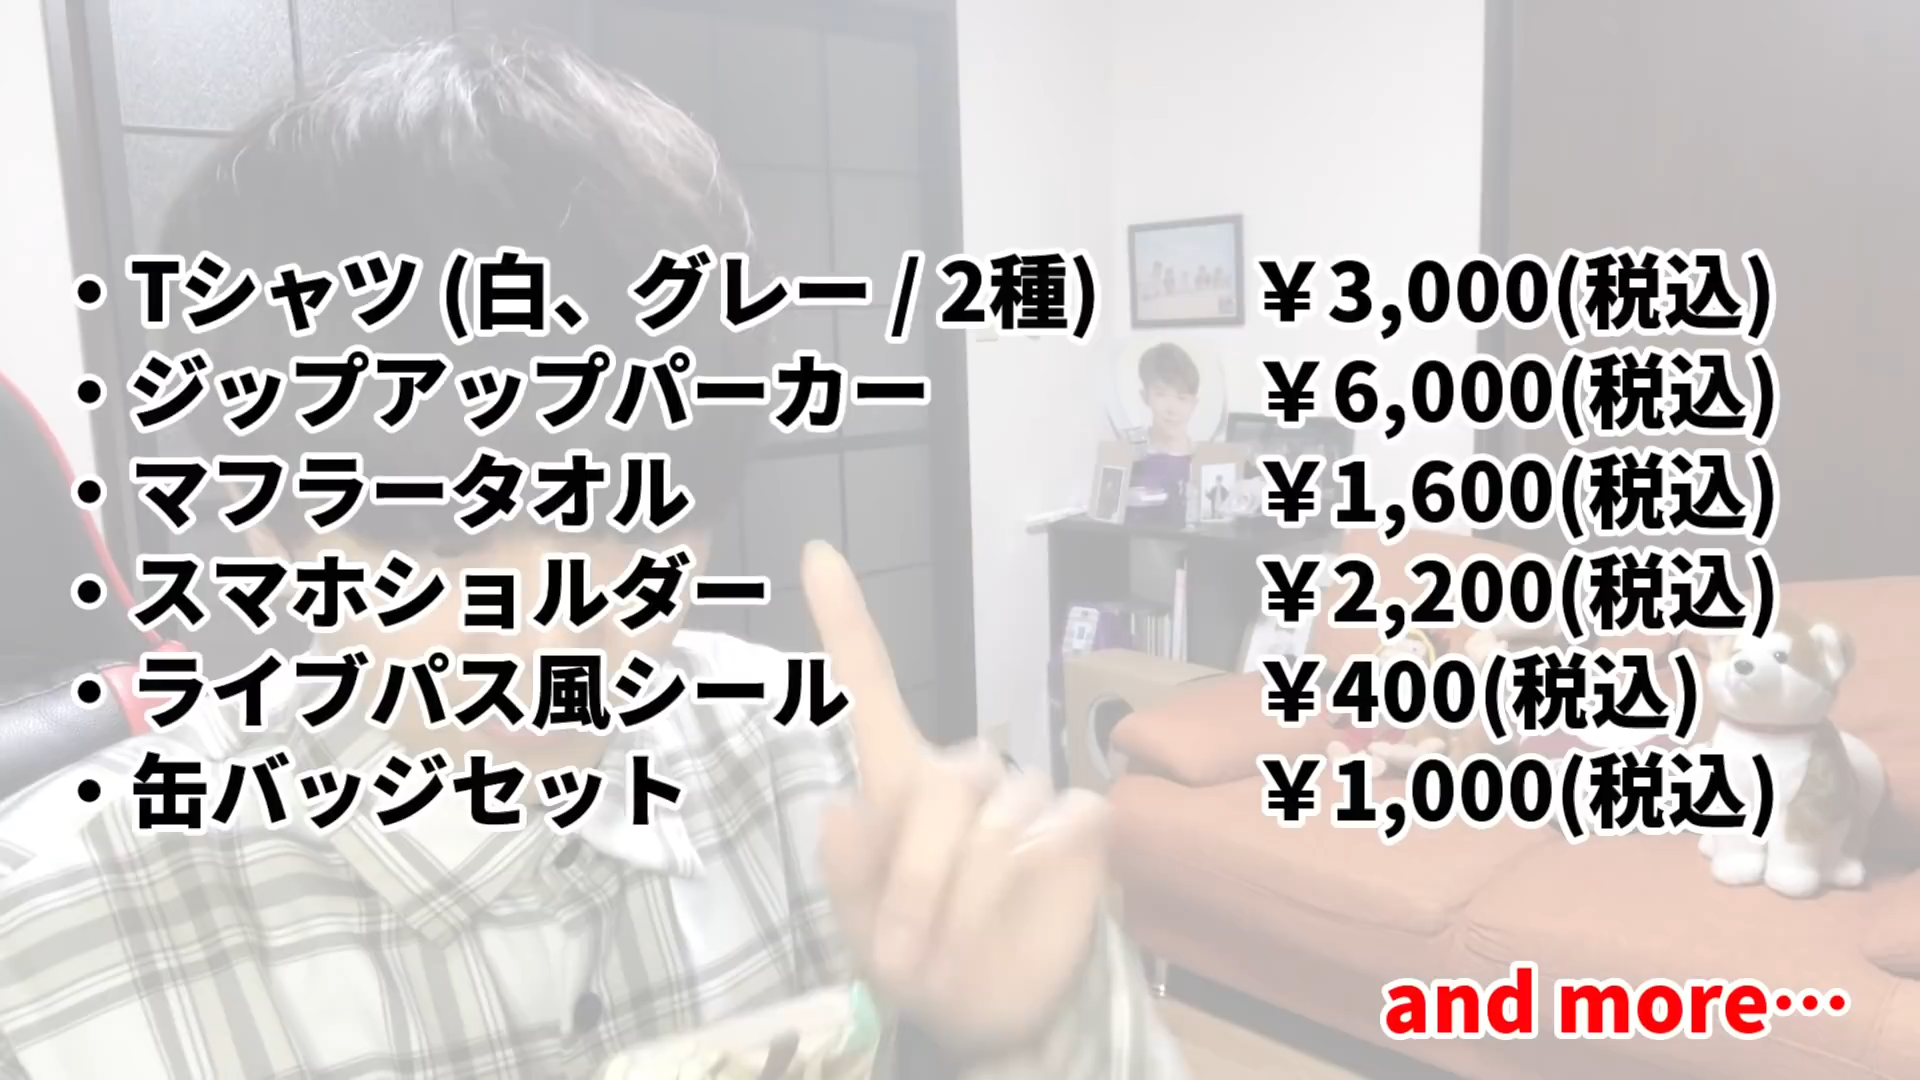 ・Tシャツ (白、グレー / 2種) ￥3,000(税込)
・ジップアップパーカー ￥6,000(税込)
・マフラータオル ￥1,600(税込)
・スマホショルダー ￥2,200(税込)
・ライブパス風シール ￥400(税込)
・缶バッジセット ￥1,000(税込)
and more…